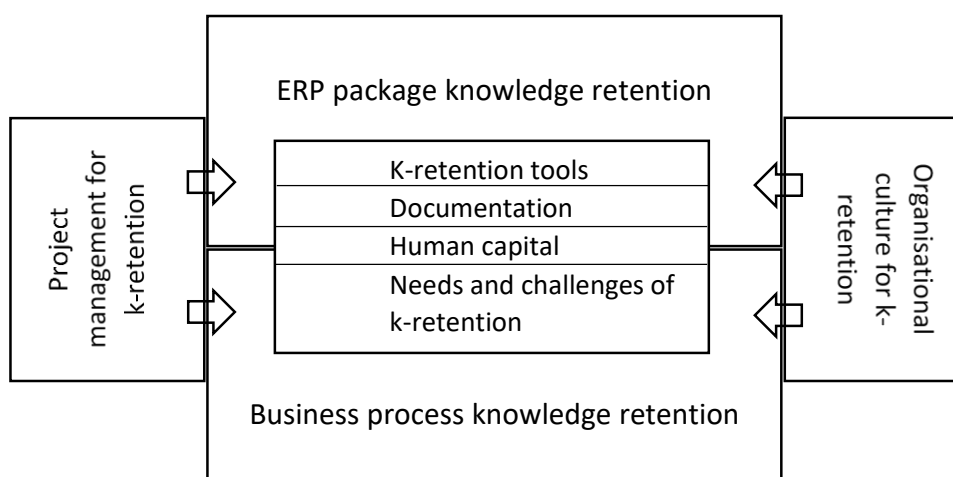 ERP package knowledge retention
Project
management for
k-retention
K-retention tools
Documentation
Human capital
Needs and challenges of
k-retention
Organisational
culture for k-
retention
Business process knowledge retention